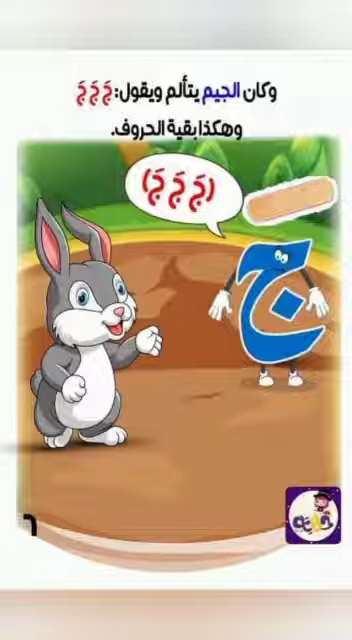 وكان الجيم يتألم ويقول: جَ جَ جَ
وهكذا بقية الحروف.
(جَ جَ جَ)
ج
٦